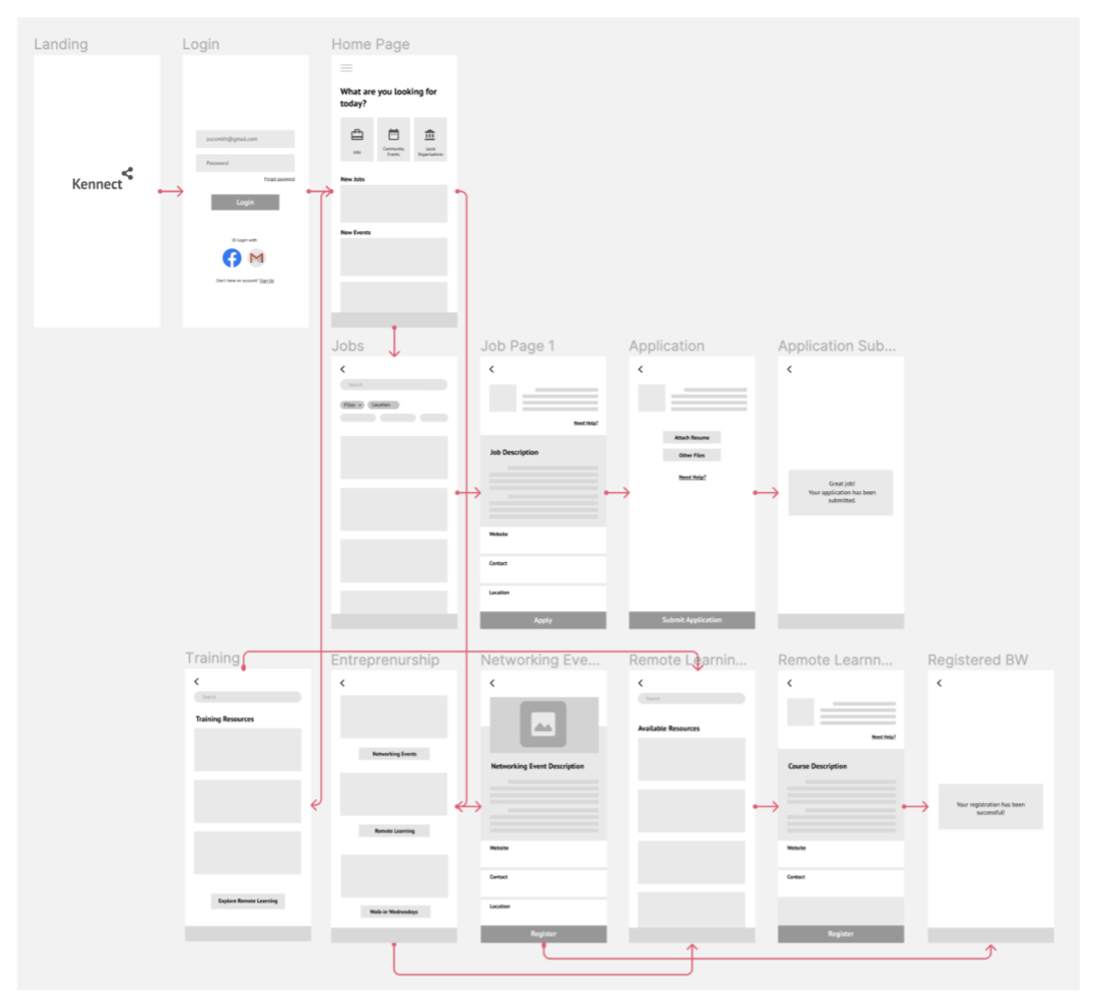 Landing
Login
Home Page
Kennect
zucsmith@gmail.com
Password
Forgot password
Login
Or Login with
Don't have an account? Sign Up
What are you looking for
today?
Jobs
Community
Events
Local
Organizations
New Jobs
New Events
Jobs
Job Page 1
Application
Application Sub...
Search
Filter
Location
Need Help?
Job Description
Website
Contact
Location
Apply
Attach Resume
Other Files
Need Help?
Submit Application
Great job!
Your application has been
submitted.
Training
Entreprenurship
Networking Eve...
Remote Learnin...
Remote Learnn...
Registered BW
Search
Training Resources
Explore Remote Learning
Networking Events
Remote Learning
Walk-in Wednesdays
Networking Event Description
Website
Contact
Location
Register
Search
Available Resources
Need Help?
Course Description
Website
Contact
Register
Your registration has been
successful!